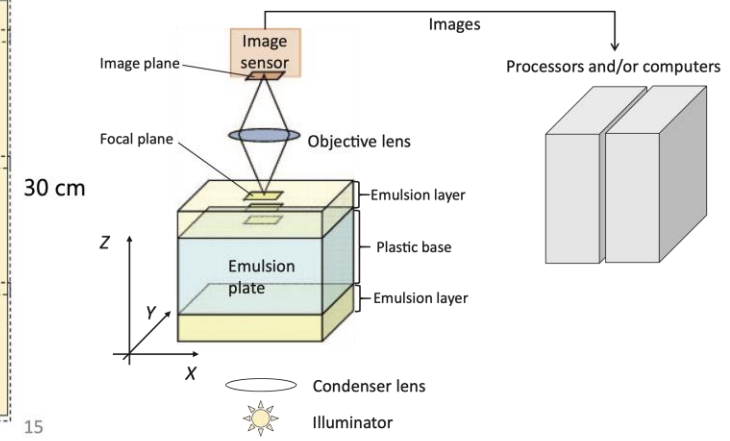 Images
Image
sensor
Image plane
Processors and/or computers
Focal plane
Objective lens
30 cm
Emulsion layer
Z
Plastic base
Emulsion
plate
Y
Emulsion layer
X
Condenser lens
Illuminator
15